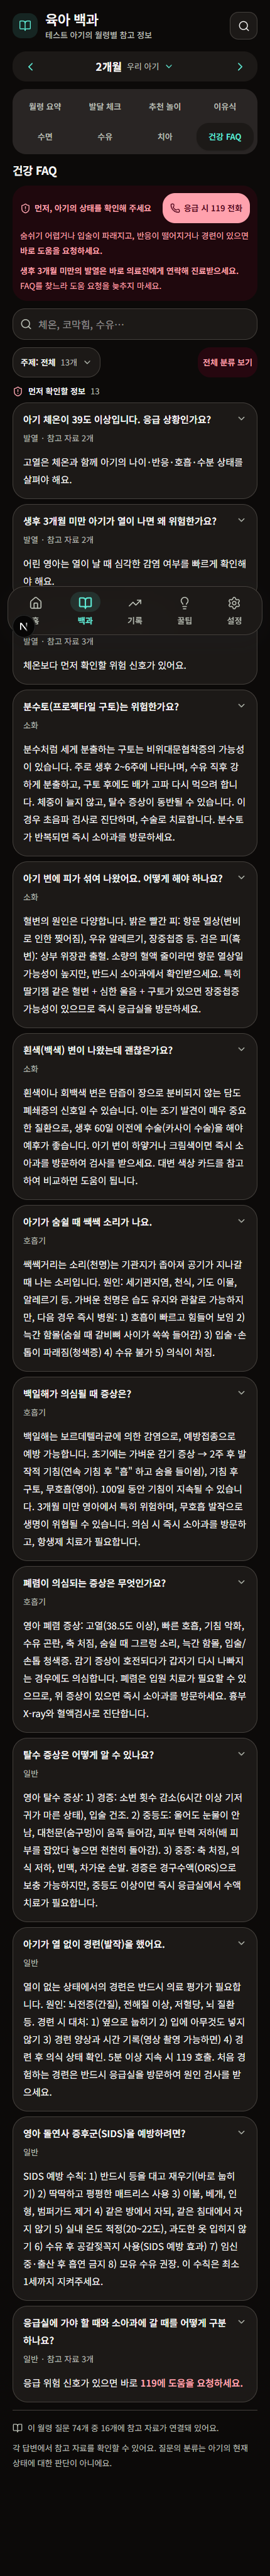 육아 백과
테스트 아기의 월령별 참고 정보
2개월 우리 아기
월령 요약 발달 체크 추천 놀이 이유식
수면 수유 치아 건강 FAQ
건강 FAQ
먼저, 아기의 상태를 확인해 주세요
응급 시 119 전화
숨쉬기 어렵거나 입술이 파래지고, 반응이 떨어지거나 경련이 있으면
바로 도움을 요청하세요.
생후 3개월 미만의 발열은 바로 의료진에게 연락해 진료받으세요.
FAQ를 찾느라 도움 요청을 늦추지 마세요.
체온, 코막힘, 수유…
주제: 전체 13개
전체 분류 보기
먼저 확인할 정보 13
아기 체온이 39도 이상입니다. 응급 상황인가요?
발열 · 참고 자료 2개
고열은 체온과 함께 아기의 나이·반응·호흡·수분 상태를
살펴야 해요.
생후 3개월 미만 아기가 열이 나면 왜 위험한가요?
발열 · 참고 자료 2개
어린 영아는 열이 날 때 심각한 감염 여부를 빠르게 확인해
야 해요.
홈 백과 기록 꿀팁 설정
N
발열 · 참고 자료 3개
체온보다 먼저 확인할 위험 신호가 있어요.
분수토(프로젝타일 구토)는 위험한가요?
소화
분수처럼 세게 분출하는 구토는 비위대문협착증의 가능성
이 있습니다. 주로 생후 2~6주에 나타나며, 수유 직후 강
하게 분출하고, 구토 후에도 배가 고파 다시 먹으려 합니
다. 체중이 늘지 않고, 탈수 증상이 동반될 수 있습니다. 이
경우 초음파 검사로 진단하며, 수술로 치료합니다. 분수토
가 반복되면 즉시 소아과를 방문하세요.
아기 변에 피가 섞여 나왔어요. 어떻게 해야 하나요?
소화
혈변의 원인은 다양합니다. 밝은 빨간 피: 항문 열상(변비
로 인한 찢어짐), 우유 알레르기, 장중첩증 등. 검은 피(흑
변): 상부 위장관 출혈. 소량의 혈액 줄이라면 항문 열상일
가능성이 높지만, 반드시 소아과에서 확인받으세요. 특히
딸기잼 같은 혈변 + 심한 울음 + 구토가 있으면 장중첩증
가능성이 있으므로 즉시 응급실을 방문하세요.
흰색(백색) 변이 나왔는데 괜찮은가요?
소화
흰색이나 회백색 변은 담즙이 장으로 분비되지 않는 담도
폐쇄증의 신호일 수 있습니다. 이는 조기 발견이 매우 중요
한 질환으로, 생후 60일 이전에 수술(카사이 수술)을 해야
예후가 좋습니다. 아기 변이 하얗거나 크림색이면 즉시 소
아과를 방문하여 검사를 받으세요. 대변 색상 카드를 참고
하여 비교하면 도움이 됩니다.
아기가 숨쉴 때 쌕쌕 소리가 나요.
호흡기
쌕쌕거리는 소리(천명)는 기관지가 좁아져 공기가 지나갈
때 나는 소리입니다. 원인: 세기관지염, 천식, 기도 이물,
알레르기 등. 가벼운 천명은 습도 유지와 관찰로 가능하지
만, 다음 경우 즉시 병원: 1) 호흡이 빠르고 힘들어 보임 2)
늑간 함몰(숨쉴 때 갈비뼈 사이가 쏙쏙 들어감) 3) 입술·손
톱이 파래짐(청색증) 4) 수유 불가 5) 의식이 처짐.
백일해가 의심될 때 증상은?
호흡기
백일해는 보르데텔라균에 의한 감염으로, 예방접종으로
예방 가능합니다. 초기에는 가벼운 감기 증상 → 2주 후 발
작적 기침(연속 기침 후 "흡" 하고 숨을 들이쉼), 기침 후
구토, 무호흡(영아). 100일 동안 기침이 지속될 수 있습니
다. 3개월 미만 영아에서 특히 위험하며, 무호흡 발작으로
생명이 위협될 수 있습니다. 의심 시 즉시 소아과를 방문하
고, 항생제 치료가 필요합니다.
폐렴이 의심되는 증상은 무엇인가요?
호흡기
영아 폐렴 증상: 고열(38.5도 이상), 빠른 호흡, 기침 악화,
수유 곤란, 축 처짐, 숨쉴 때 그르렁 소리, 늑간 함몰, 입술/
손톱 청색증. 감기 증상이 호전되다가 갑자기 다시 나빠지
는 경우에도 의심합니다. 폐렴은 입원 치료가 필요할 수 있
으므로, 위 증상이 있으면 즉시 소아과를 방문하세요. 흉부
X-ray와 혈액검사로 진단합니다.
탈수 증상은 어떻게 알 수 있나요?
일반
영아 탈수 증상: 1) 경증: 소변 횟수 감소(6시간 이상 기저
귀가 마른 상태), 입술 건조. 2) 중등도: 울어도 눈물이 안
남, 대천문(숨구멍)이 움푹 들어감, 피부 탄력 저하(배 피
부를 잡았다 놓으면 천천히 돌아감). 3) 중증: 축 처짐, 의
식 저하, 빈맥, 차가운 손발. 경증은 경구수액(ORS)으로
보충 가능하지만, 중등도 이상이면 즉시 응급실에서 수액
치료가 필요합니다.
아기가 열 없이 경련(발작)을 했어요.
일반
열이 없는 상태에서의 경련은 반드시 의료 평가가 필요합
니다. 원인: 뇌전증(간질), 전해질 이상, 저혈당, 뇌 질환
등. 경련 시 대처: 1) 옆으로 눕히기 2) 입에 아무것도 넣지
않기 3) 경련 양상과 시간 기록(영상 촬영 가능하면) 4) 경
련 후 의식 상태 확인. 5분 이상 지속 시 119 호출. 처음 경
험하는 경련은 반드시 응급실을 방문하여 원인 검사를 받
으세요.
영아 돌연사 증후군(SIDS)을 예방하려면?
일반
SIDS 예방 수칙: 1) 반드시 등을 대고 재우기(바로 눕히
기) 2) 딱딱하고 평평한 매트리스 사용 3) 이불, 베개, 인
형, 범퍼가드 제거 4) 같은 방에서 자되, 같은 침대에서 자
지 않기 5) 실내 온도 적정(20~22도), 과도한 옷 입히지 않
기 6) 수유 후 공갈젖꼭지 사용(SIDS 예방 효과) 7) 임신
중·출산 후 흡연 금지 8) 모유 수유 권장. 이 수칙은 최소
1세까지 지켜주세요.
응급실에 가야 할 때와 소아과에 갈 때를 어떻게 구분
하나요?
일반 · 참고 자료 3개
응급 위험 신호가 있으면 바로 119에 도움을 요청하세요.
이 월령 질문 74개 중 16개에 참고 자료가 연결돼 있어요.
각 답변에서 참고 자료를 확인할 수 있어요. 질문의 분류는 아기의 현재
상태에 대한 판단이 아니에요.